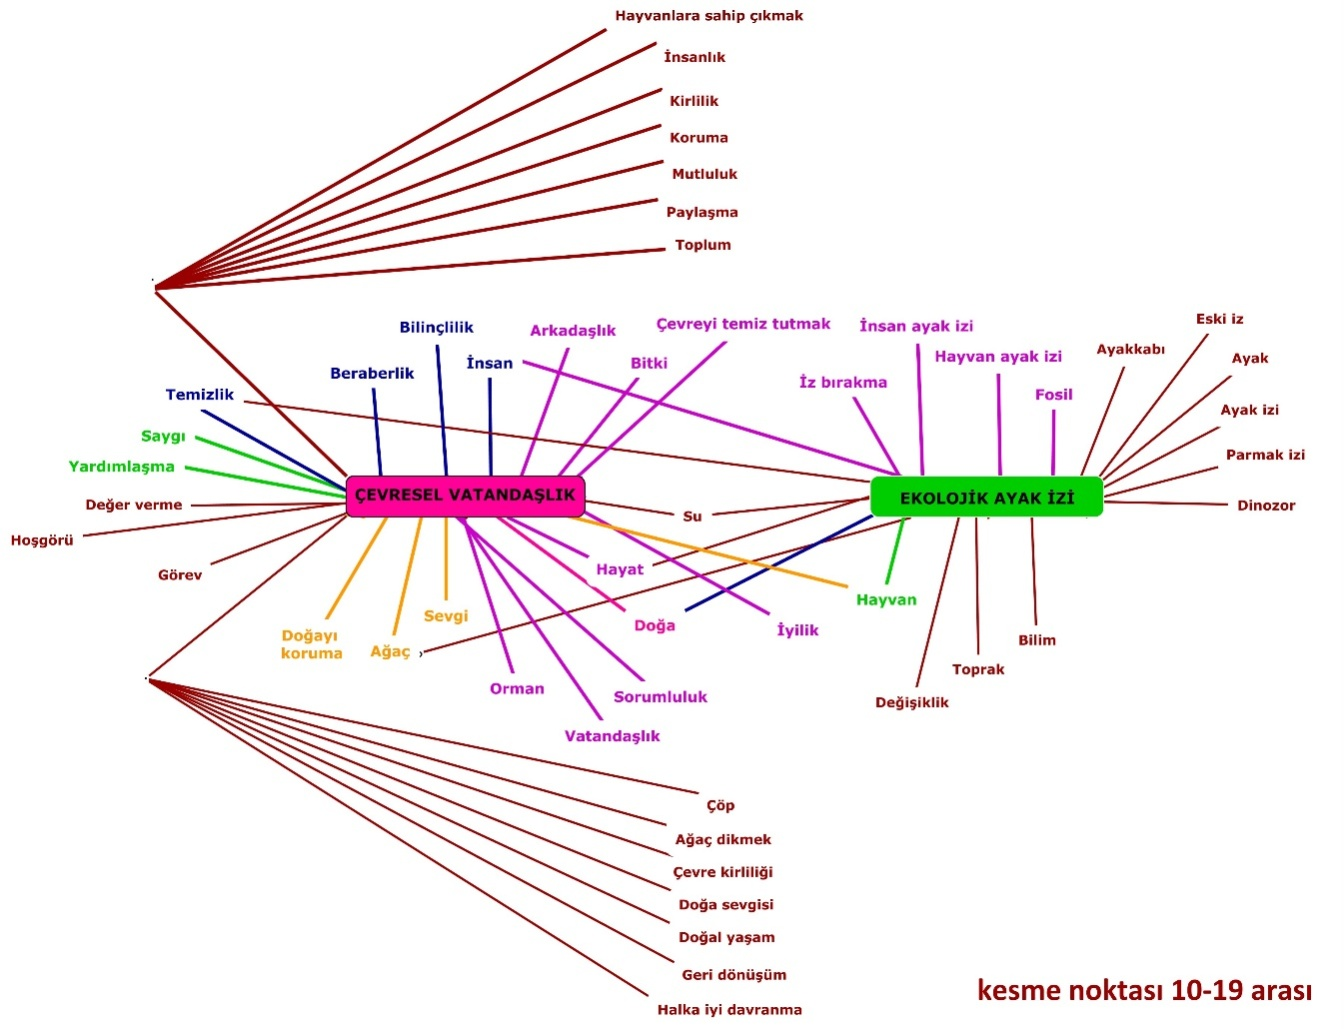 Hayvanlara sahip çıkmak
İnsanlık
Kirlilik
Koruma
Mutluluk
Paylaşma
Toplum
Bilinçlilik
Arkadaşlık
Çevreyi temiz tutmak
İnsan ayak izi
Eski iz
Beraberlik
İnsan
Bitki
Hayvan ayak izi
Ayakkabı
Ayak
Temizlik
İz bırakma
Fosil
Ayak izi
Saygı
Parmak izi
Yardımlaşma
ÇEVRESEL VATANDAŞLIK
EKOLOJİK AYAK İZİ
Değer verme
Su
Dinozor
Hoşgörü
Görev
Hayat
Hayvan
Sevgi
Doğa
İyilik
Doğayı
koruma
Ağaç
Bilim
Toprak
Orman
Sorumluluk
Değişiklik
Vatandaşlık
Çöp
Ağaç dikmek
Çevre kirliliği
Doğa sevgisi
Doğal yaşam
Geri dönüşüm
Halka iyi davranma
kesme noktası 10-19 arası